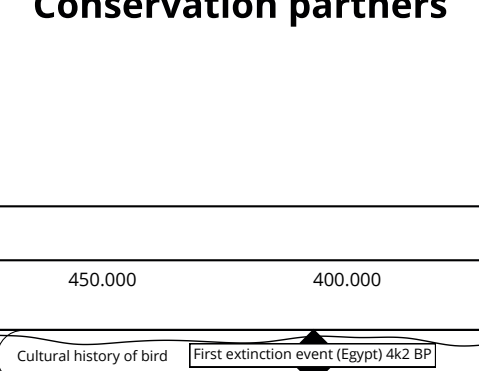 Conservation partners
450.000 400.000
Cultural history of bird First extinction event (Egypt) 4k2 BP